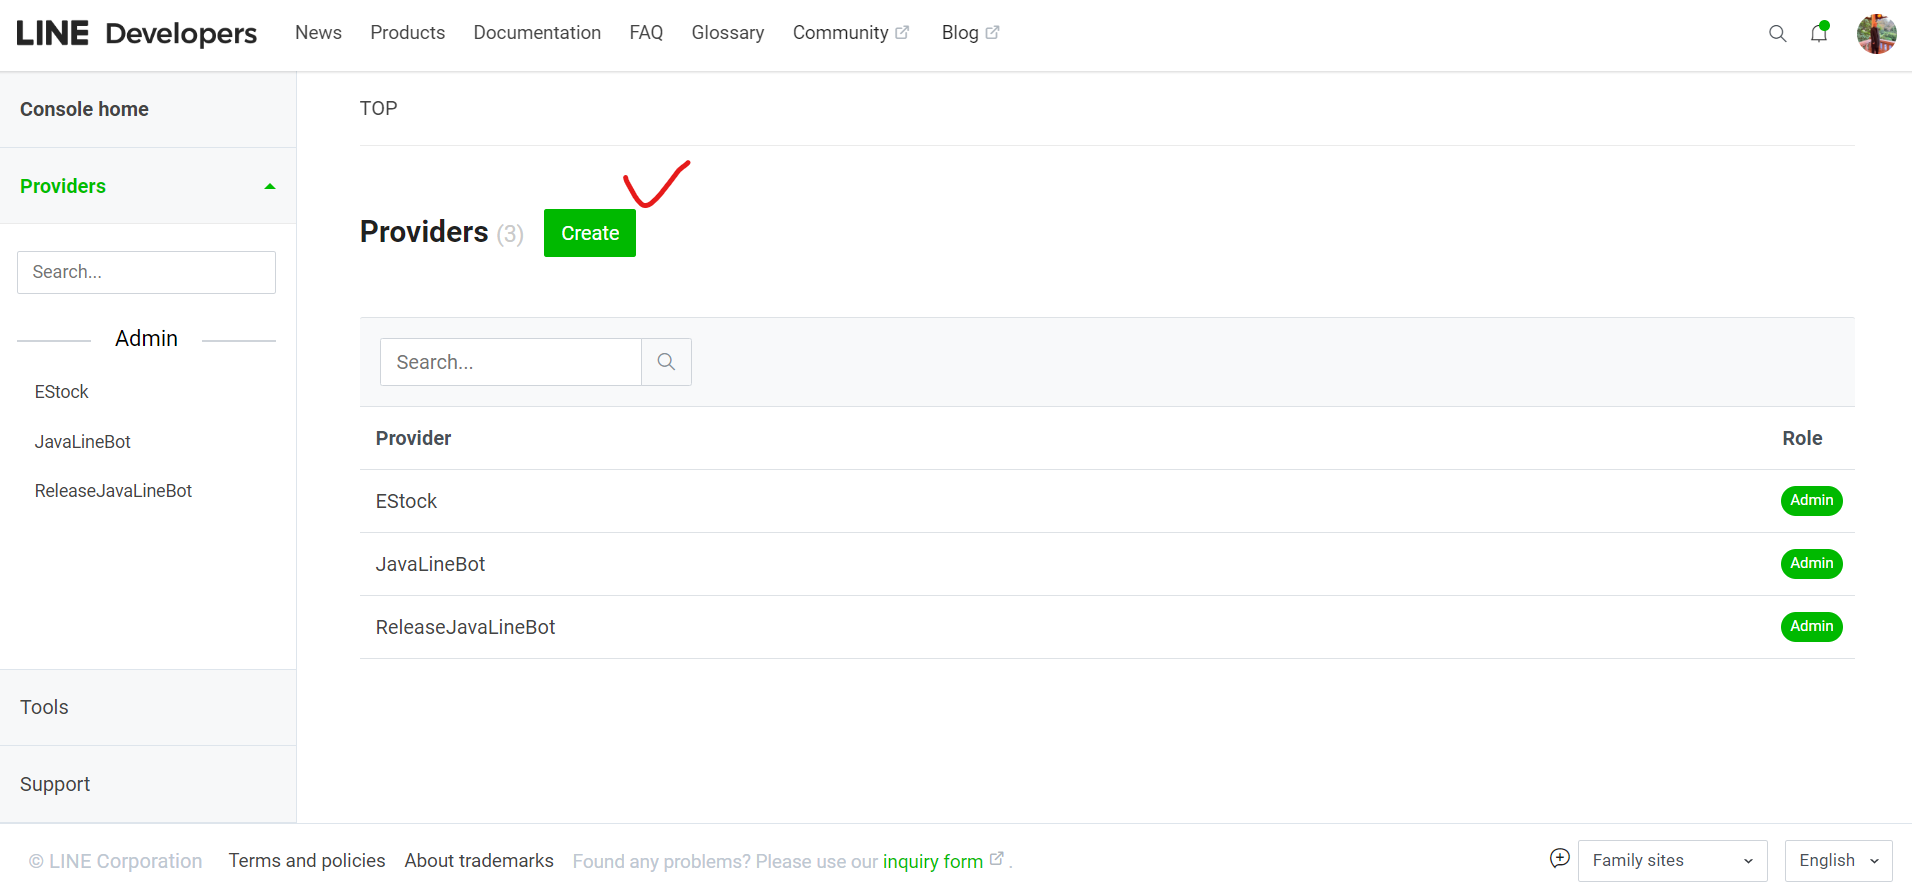 LINE Developers News Products Documentation FAQ Glossary Community Blog
Console home
Providers
Search...
Admin
EStock
JavaLineBot
ReleaseJavaLineBot
Tools
Support
TOP
Providers (3) Create
Search...
Provider Role
EStock Admin
JavaLineBot Admin
ReleaseJavaLineBot Admin
© LINE Corporation Terms and policies About trademarks Found any problems? Please use our inquiry form . Family sites English